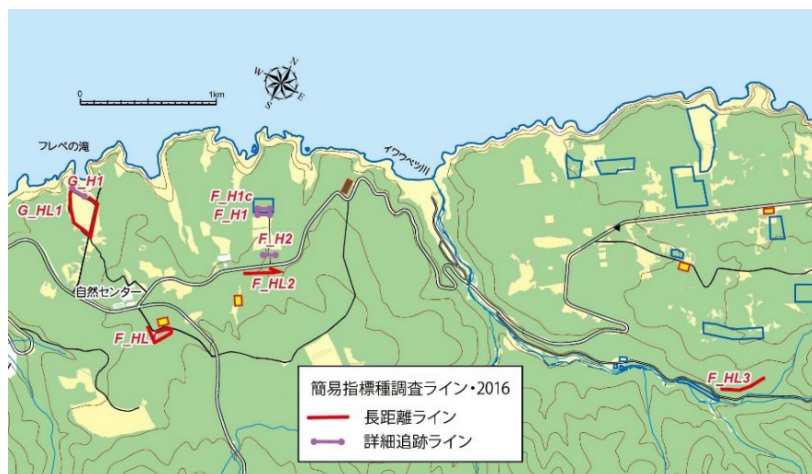 1km
N
W
E
S
フレペの滝
イワウベツ川
G_H1
G_HL1
F_H1c
F_H1
F_H2
F_HL2
自然センター
F_HL
F_HL3
簡易指標種調査ライン・2016
長距離ライン
詳細追跡ライン